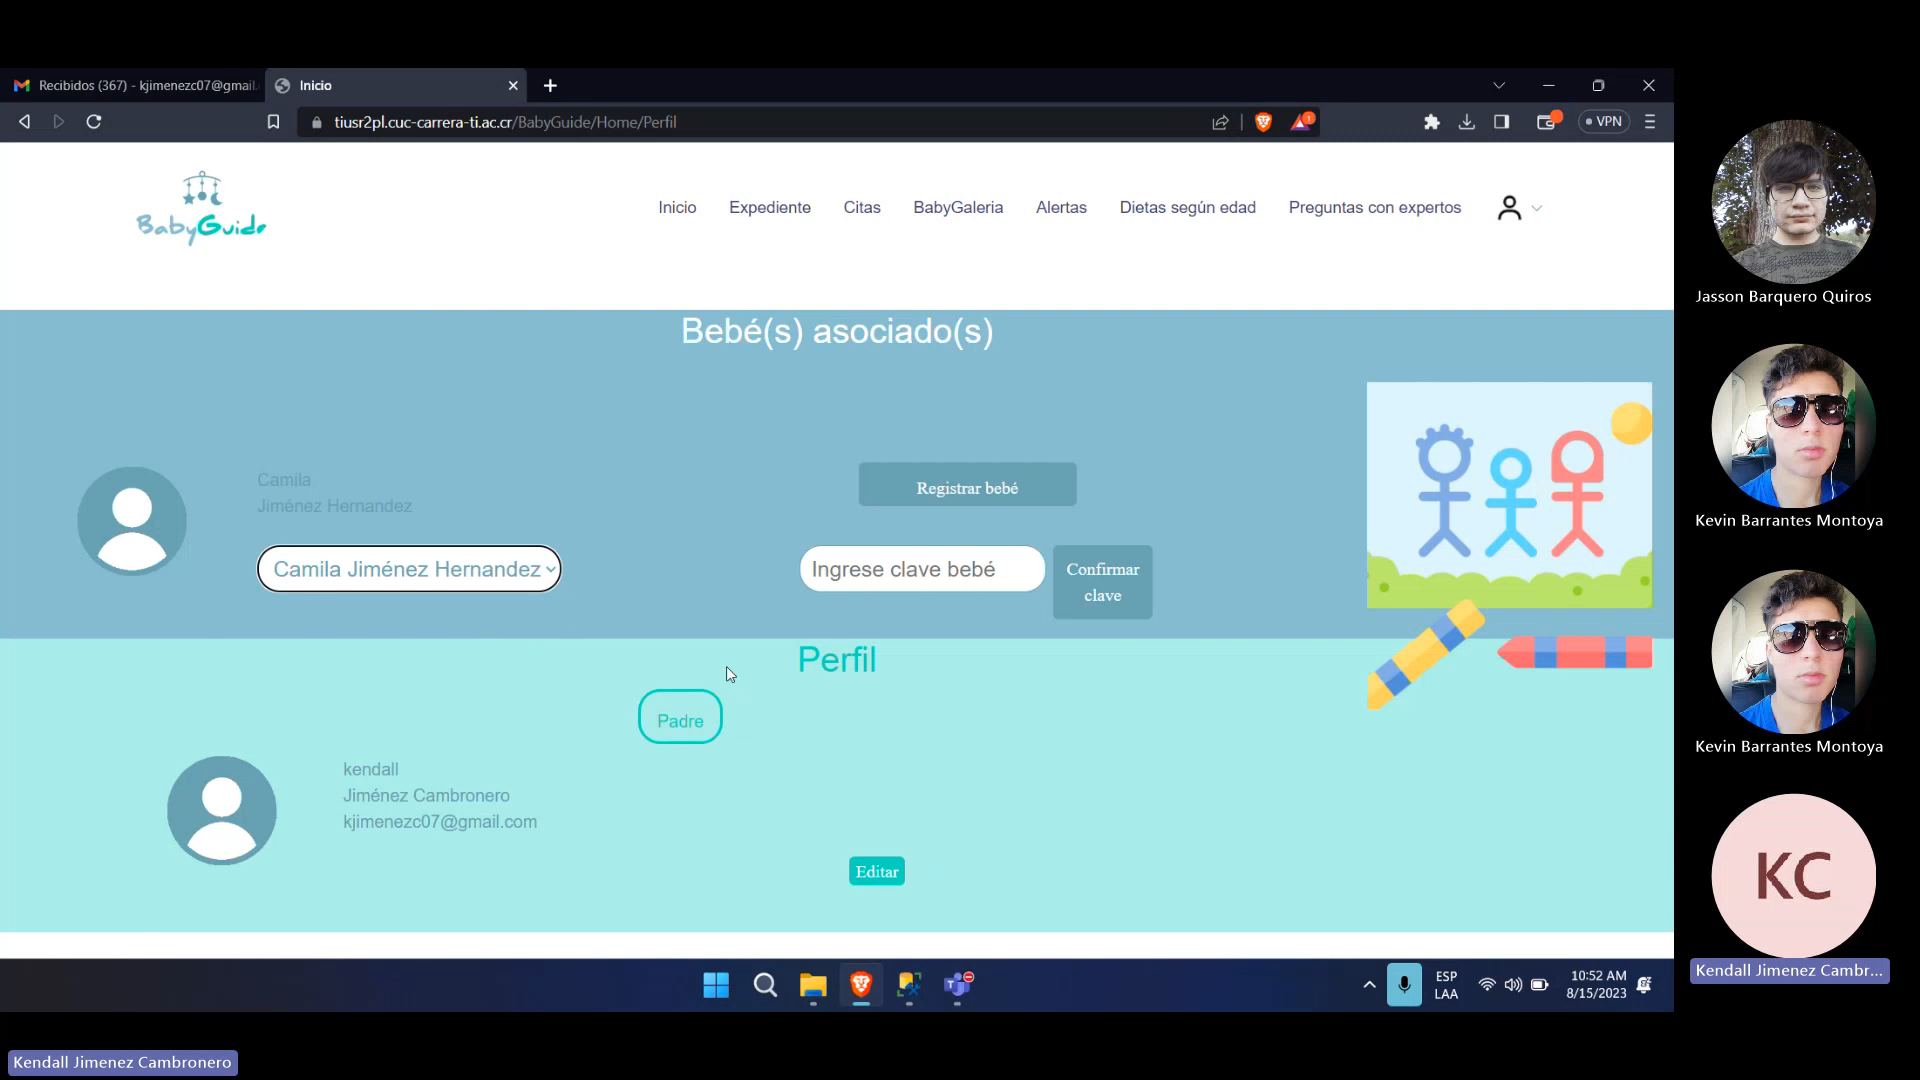 Recibidos (367) - kjimenezc07@gmail.
Inicio
tiusr2pl.cuc-carrera-ti.ac.cr/BabyGuide/Home/Perfil
1
VPN
BabyGuide
Inicio
Expediente
Citas
BabyGaleria
Alertas
Dietas según edad
Preguntas con expertos
Bebé(s) asociado(s)
Camila
Jiménez Hernandez
Registrar bebé
Camila Jiménez Hernandez
Ingrese clave bebé
Confirmar
clave
Perfil
Padre
kendall
Jiménez Cambronero
kjimenezc07@gmail.com
Editar
ESP
LAA
10:52 AM
8/15/2023
Jasson Barquero Quiros
Kevin Barrantes Montoya
Kevin Barrantes Montoya
KC
Kendall Jimenez Cambr...
Kendall Jimenez Cambronero